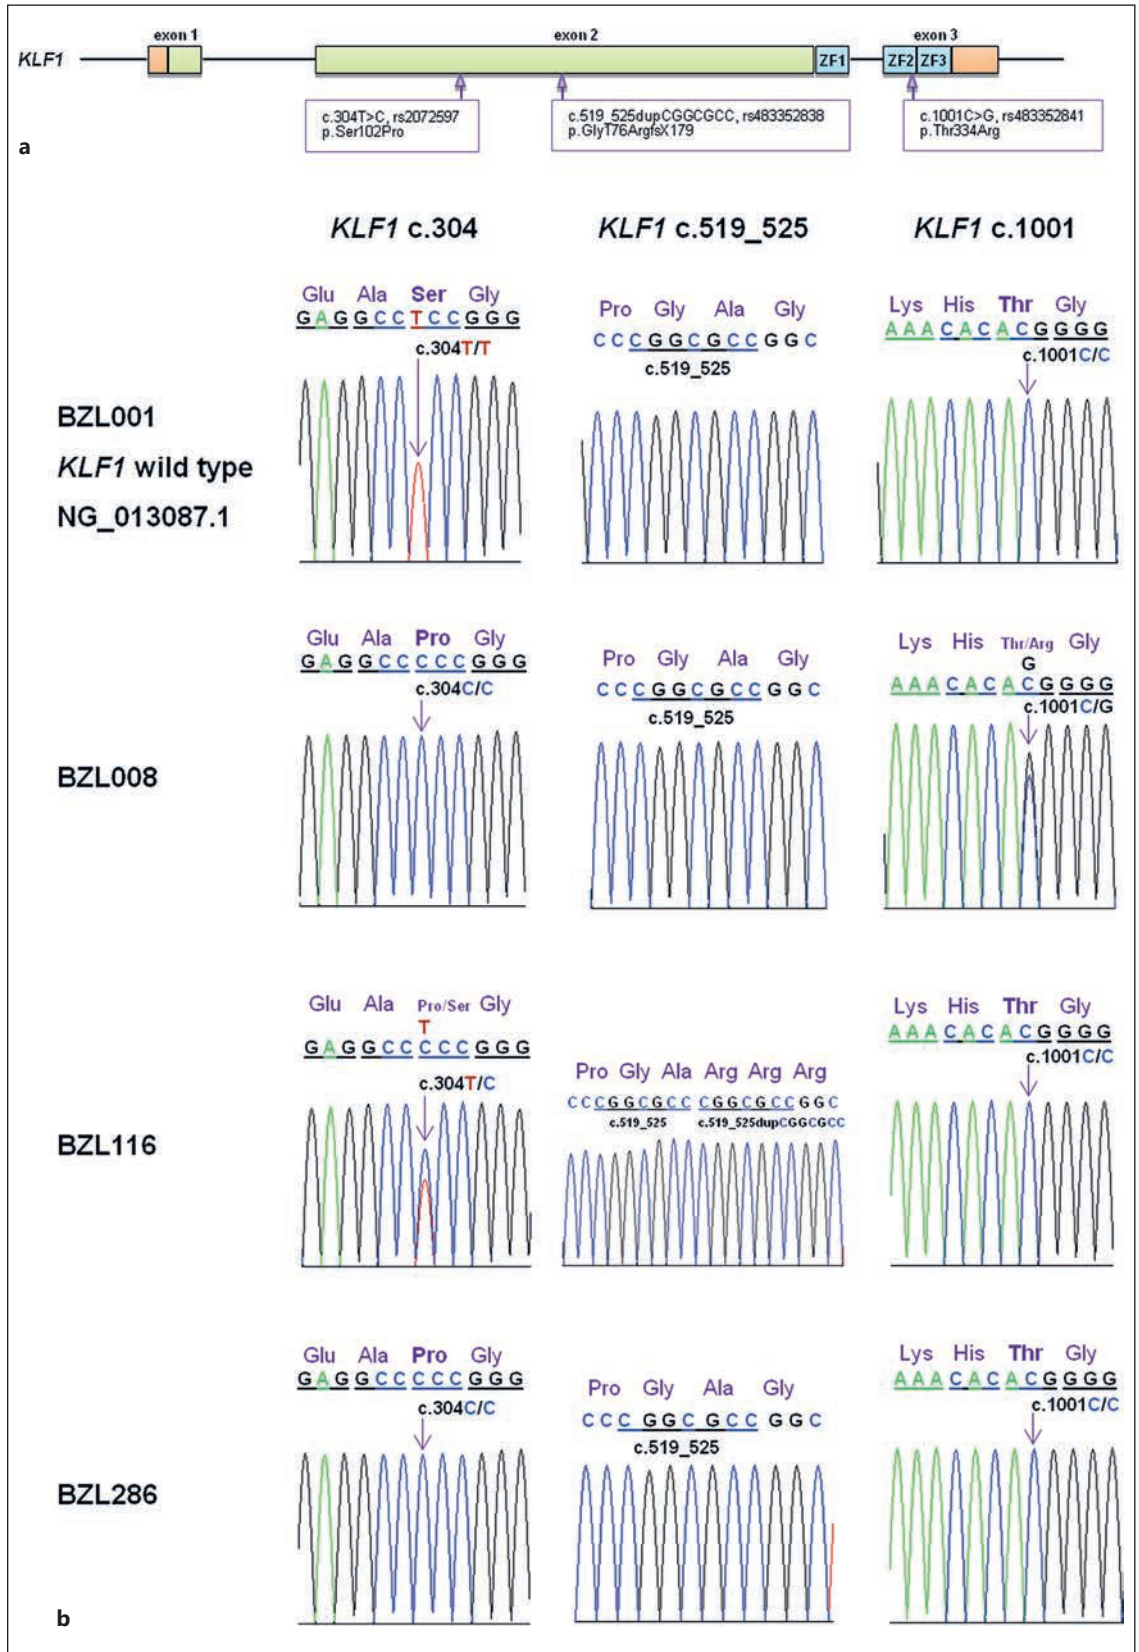 exon 1 exon 2 exon 3
KLF1 ZF1 ZF2 ZF3
c.304T>C, rs2072597
p.Ser102Pro
c.519_525dupCGGCGCC, rs483352838
p.GlyT76ArgfsX179
c.1001C>G, rs483352841
p.Thr334Arg
a
KLF1 c.304 KLF1 c.519_525 KLF1 c.1001
BZL001
KLF1 wild type
NG_013087.1
Glu Ala Ser Gly
G A G G C C T C C G G G
c.304T/T
Pro Gly Ala Gly
C C C G G C G C C G G C
c.519_525
Lys His Thr Gly
A A A C A C A C G G G G
c.1001C/C
BZL008
Glu Ala Pro Gly
G A G G C C C C C G G G
c.304C/C
Pro Gly Ala Gly
C C C G G C G C C G G C
c.519_525
Lys His Thr/Arg Gly
G
A A A C A C A C G G G G
c.1001C/G
BZL116
Glu Ala Pro/Ser Gly
T
G A G G C C C C C G G G
c.304T/C
Pro Gly Ala Arg Arg Arg
C C C G G C G C C C G G C G C C G G C
c.519_525 c.519_525dupCGGCGCC
Lys His Thr Gly
A A A C A C A C G G G G
c.1001C/C
BZL286
Glu Ala Pro Gly
G A G G C C C C C G G G
c.304C/C
Pro Gly Ala Gly
C C C G G C G C C G G C
c.519_525
Lys His Thr Gly
A A A C A C A C G G G G
c.1001C/C
b